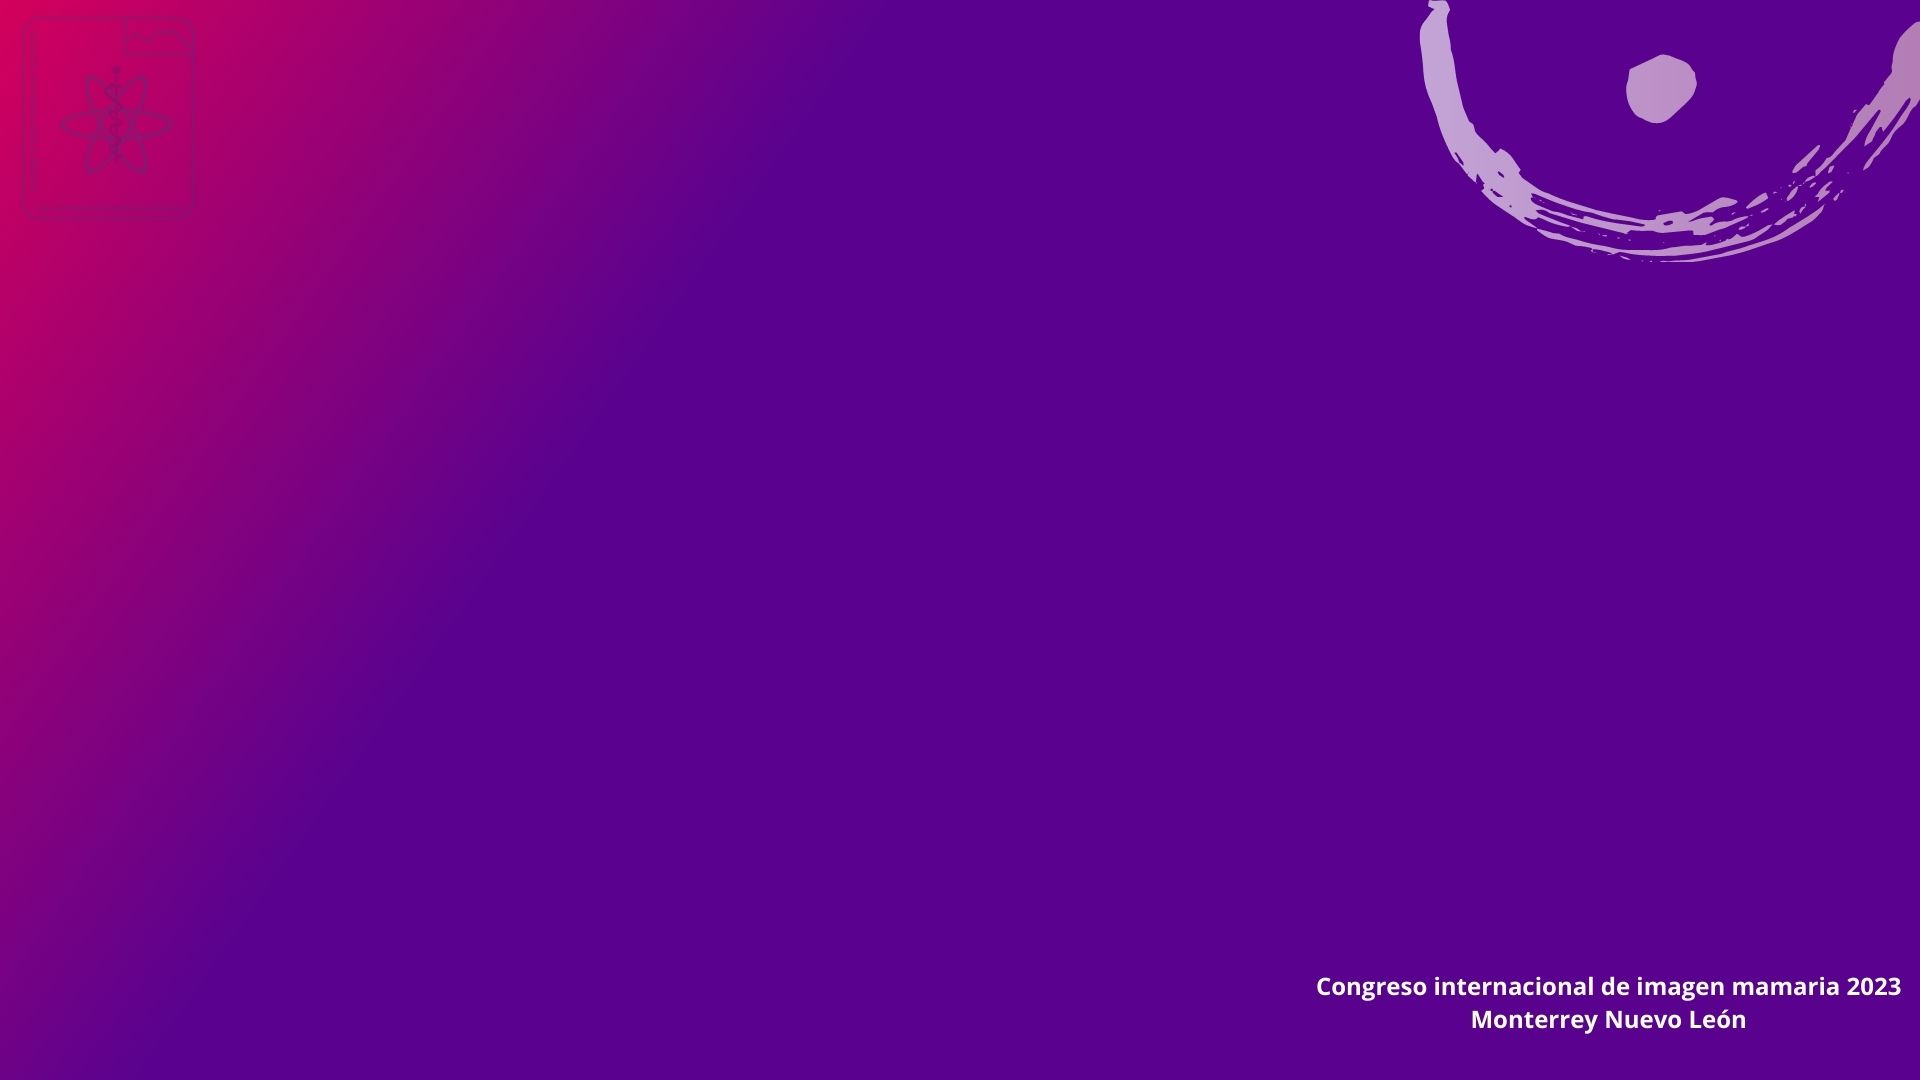 Congreso internacional de imagen mamaria 2023
Monterrey Nuevo León